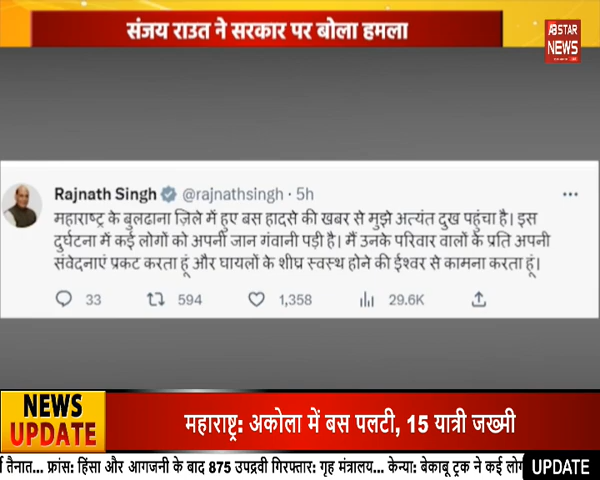 संजय राउत ने सरकार पर बोला हमला
AB STAR
NEWS
Rajnath Singh @rajnathsingh · 5h
महाराष्ट्र के बुलढाना ज़िले में हुए बस हादसे की खबर से मुझे अत्यंत दुख पहुंचा है। इस
दुर्घटना में कई लोगों को अपनी जान गंवानी पड़ी है। मैं उनके परिवार वालों के प्रति अपनी
संवेदनाएं प्रकट करता हूं और घायलों के शीघ्र स्वस्थ होने की ईश्वर से कामना करता हूं।
33 594 1,358 29.6K
NEWS
UPDATE
महाराष्ट्र: अकोला में बस पलटी, 15 यात्री जख्मी
तैनात... फ्रांस: हिंसा और आगजनी के बाद 875 उपद्रवी गिरफ्तार: गृह मंत्रालय... केन्या: बेकाबू ट्रक ने कई
UPDATE